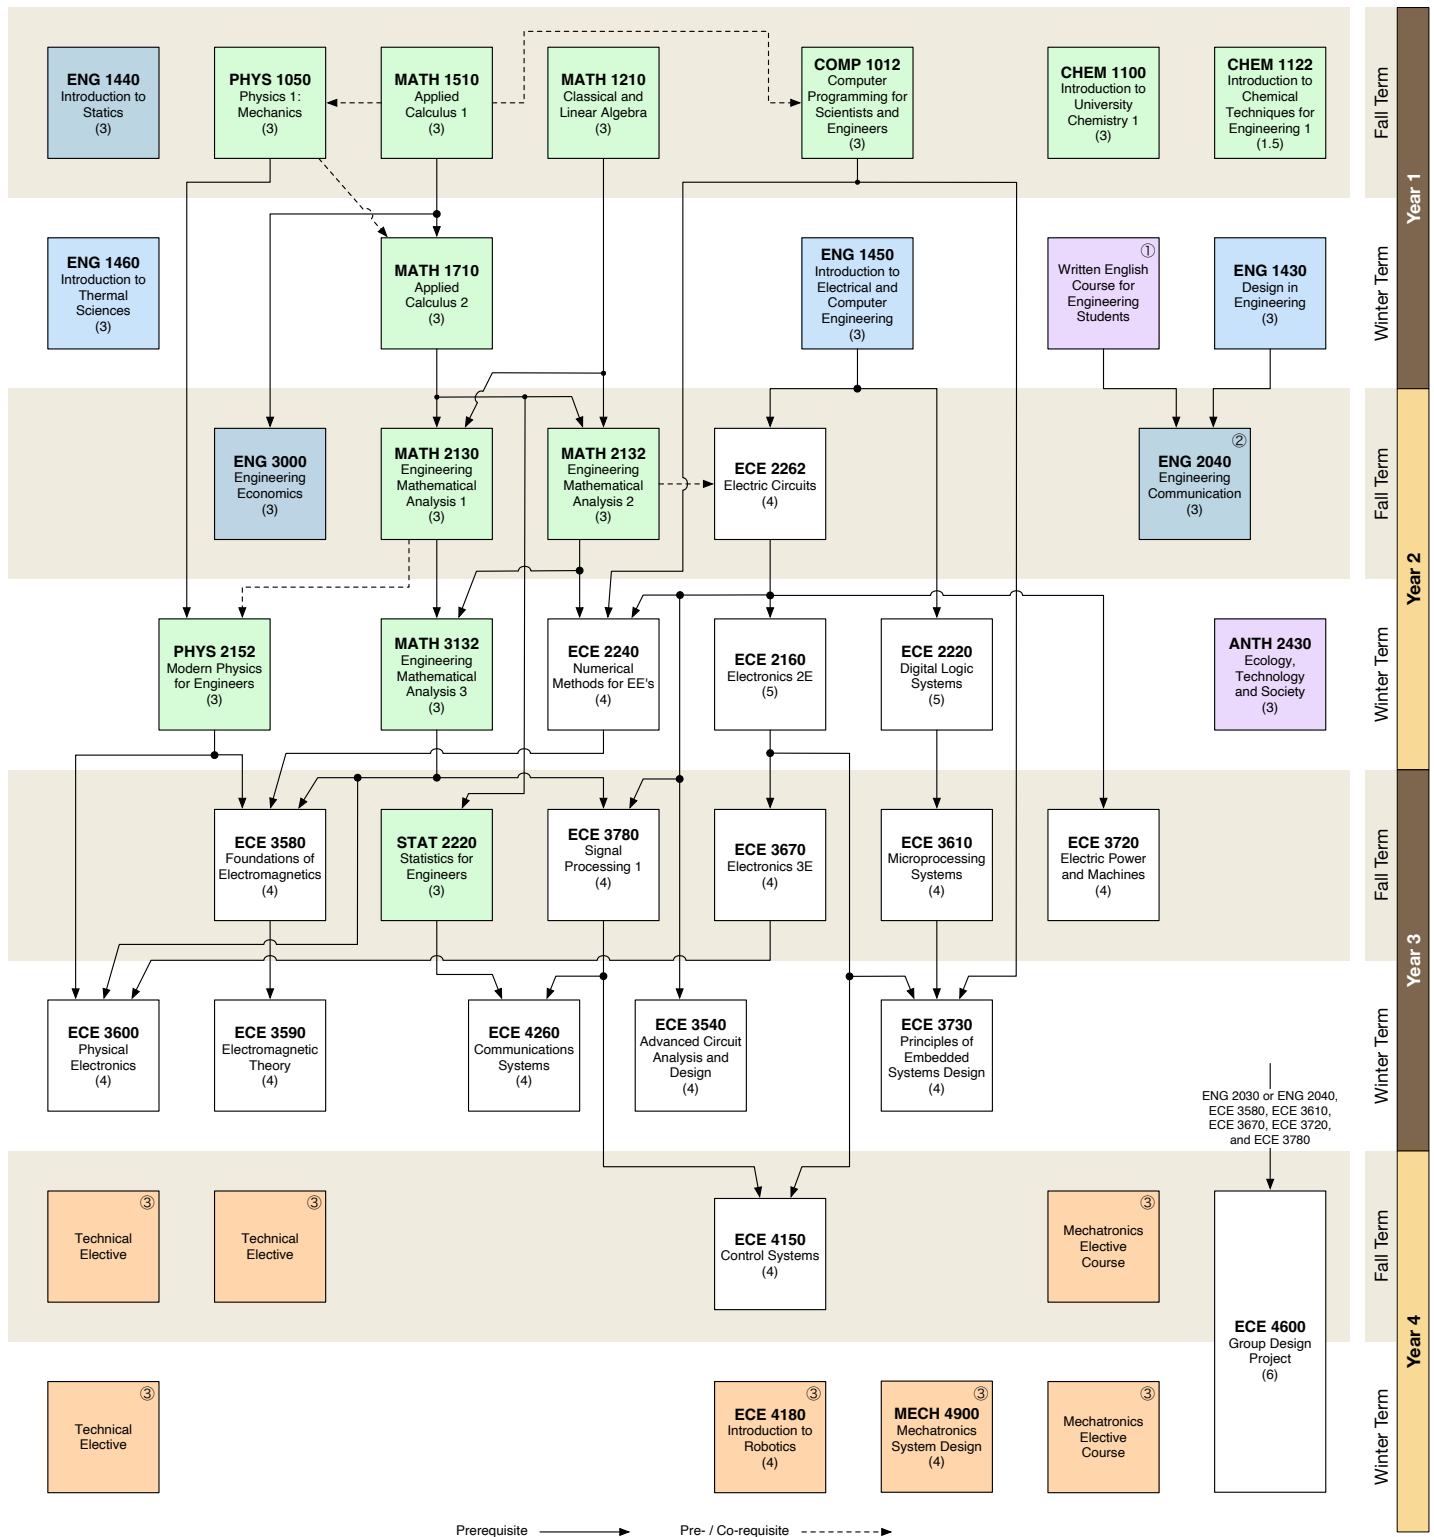 ENG 1440
Introduction to
Statics
(3)
PHYS 1050
Physics 1:
Mechanics
(3)
MATH 1510
Applied
Calculus 1
(3)
MATH 1210
Classical and
Linear Algebra
(3)
COMP 1012
Computer
Programming for
Scientists and
Engineers
(3)
CHEM 1100
Introduction to
University
Chemistry 1
(3)
CHEM 1122
Introduction to
Chemical
Techniques for
Engineering 1
(1.5)
Fall Term
Year 1
ENG 1460
Introduction to
Thermal
Sciences
(3)
MATH 1710
Applied
Calculus 2
(3)
ENG 1450
Introduction to
Electrical and
Computer
Engineering
(3)
①
Written English
Course for
Engineering
Students
ENG 1430
Design in
Engineering
(3)
Winter Term
ENG 3000
Engineering
Economics
(3)
MATH 2130
Engineering
Mathematical
Analysis 1
(3)
MATH 2132
Engineering
Mathematical
Analysis 2
(3)
ECE 2262
Electric Circuits
(4)
②
ENG 2040
Engineering
Communication
(3)
Fall Term
Year 2
PHYS 2152
Modern Physics
for Engineers
(3)
MATH 3132
Engineering
Mathematical
Analysis 3
(3)
ECE 2240
Numerical
Methods for EE's
(4)
ECE 2160
Electronics 2E
(5)
ECE 2220
Digital Logic
Systems
(5)
ANTH 2430
Ecology,
Technology
and Society
(3)
Winter Term
ECE 3580
Foundations of
Electromagnetics
(4)
STAT 2220
Statistics for
Engineers
(3)
ECE 3780
Signal
Processing 1
(4)
ECE 3670
Electronics 3E
(4)
ECE 3610
Microprocessing
Systems
(4)
ECE 3720
Electric Power
and Machines
(4)
Fall Term
Year 3
ECE 3600
Physical
Electronics
(4)
ECE 3590
Electromagnetic
Theory
(4)
ECE 4260
Communications
Systems
(4)
ECE 3540
Advanced Circuit
Analysis and
Design
(4)
ECE 3730
Principles of
Embedded
Systems Design
(4)
ENG 2030 or ENG 2040,
ECE 3580, ECE 3610,
ECE 3670, ECE 3720,
and ECE 3780
Winter Term
③
Technical
Elective
③
Technical
Elective
ECE 4150
Control Systems
(4)
③
Mechatronics
Elective
Course
ECE 4600
Group Design
Project
(6)
Fall Term
Year 4
③
Technical
Elective
③
ECE 4180
Introduction to
Robotics
(4)
③
MECH 4900
Mechatronics
System Design
(4)
③
Mechatronics
Elective
Course
Winter Term
Prerequisite
Pre- / Co-requisite